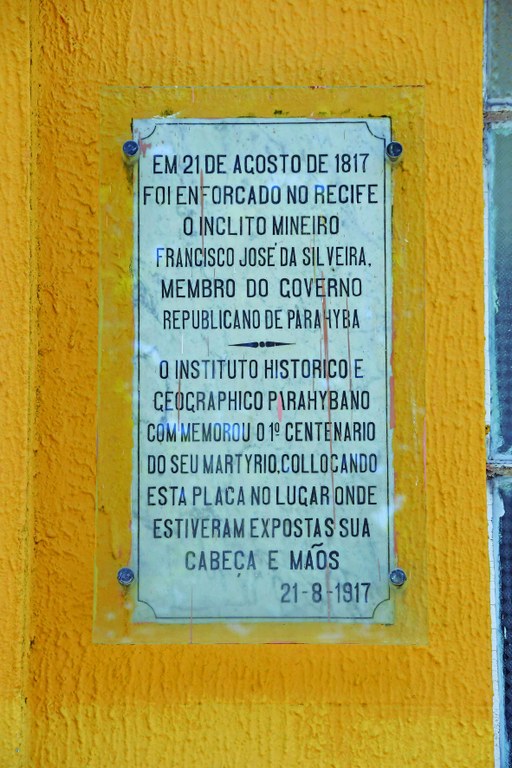 EM 21 DE AGOSTO DE 1817
FOI ENFORCADO NO RECIFE
O INCLITO MINEIRO
FRANCISCO JOSÉ DA SILVEIRA,
MEMBRO DO GOVERNO
REPUBLICANO DE PARAHYBA
O INSTITUTO HISTORICO E
GEOGRAPHICO PARAHYBANO
COMMEMOROU O 1º CENTENARIO
DO SEU MARTYRIO, COLLOCANDO
ESTA PLACA NO LUGAR ONDE
ESTIVERAM EXPOSTAS SUA
CABEÇA E MÃOS
21-8-1917